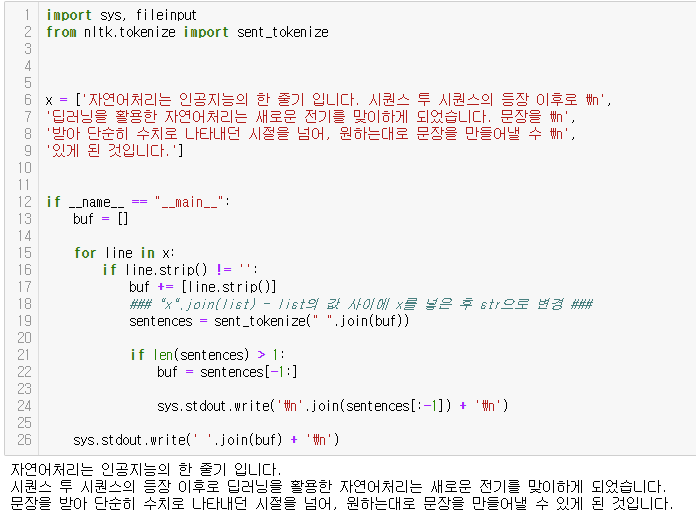 1 import sys, fileinput
2 from nltk.tokenize import sent_tokenize
3
4
5
6 x = ['자연어처리는 인공지능의 한 줄기 입니다. 시퀀스 투 시퀀스의 등장 이후로 ₩n',
7 '딥러닝을 활용한 자연어처리는 새로운 전기를 맞이하게 되었습니다. 문장을 ₩n',
8 '받아 단순히 수치로 나타내던 시절을 넘어, 원하는대로 문장을 만들어낼 수 ₩n',
9 '있게 된 것입니다.']
10
11
12 if __name__ == "__main__":
13     buf = []
14
15     for line in x:
16         if line.strip() != '':
17             buf += [line.strip()]
18             ### "x".join(list) - list의 값 사이에 x를 넣은 후 str으로 변경 ###
19             sentences = sent_tokenize(" ".join(buf))
20
21             if len(sentences) > 1:
22                 buf = sentences[-1:]
23
24                 sys.stdout.write('₩n'.join(sentences[:-1]) + '₩n')
25
26     sys.stdout.write(' '.join(buf) + '₩n')
자연어처리는 인공지능의 한 줄기 입니다.
시퀀스 투 시퀀스의 등장 이후로 딥러닝을 활용한 자연어처리는 새로운 전기를 맞이하게 되었습니다.
문장을 받아 단순히 수치로 나타내던 시절을 넘어, 원하는대로 문장을 만들어낼 수 있게 된 것입니다.